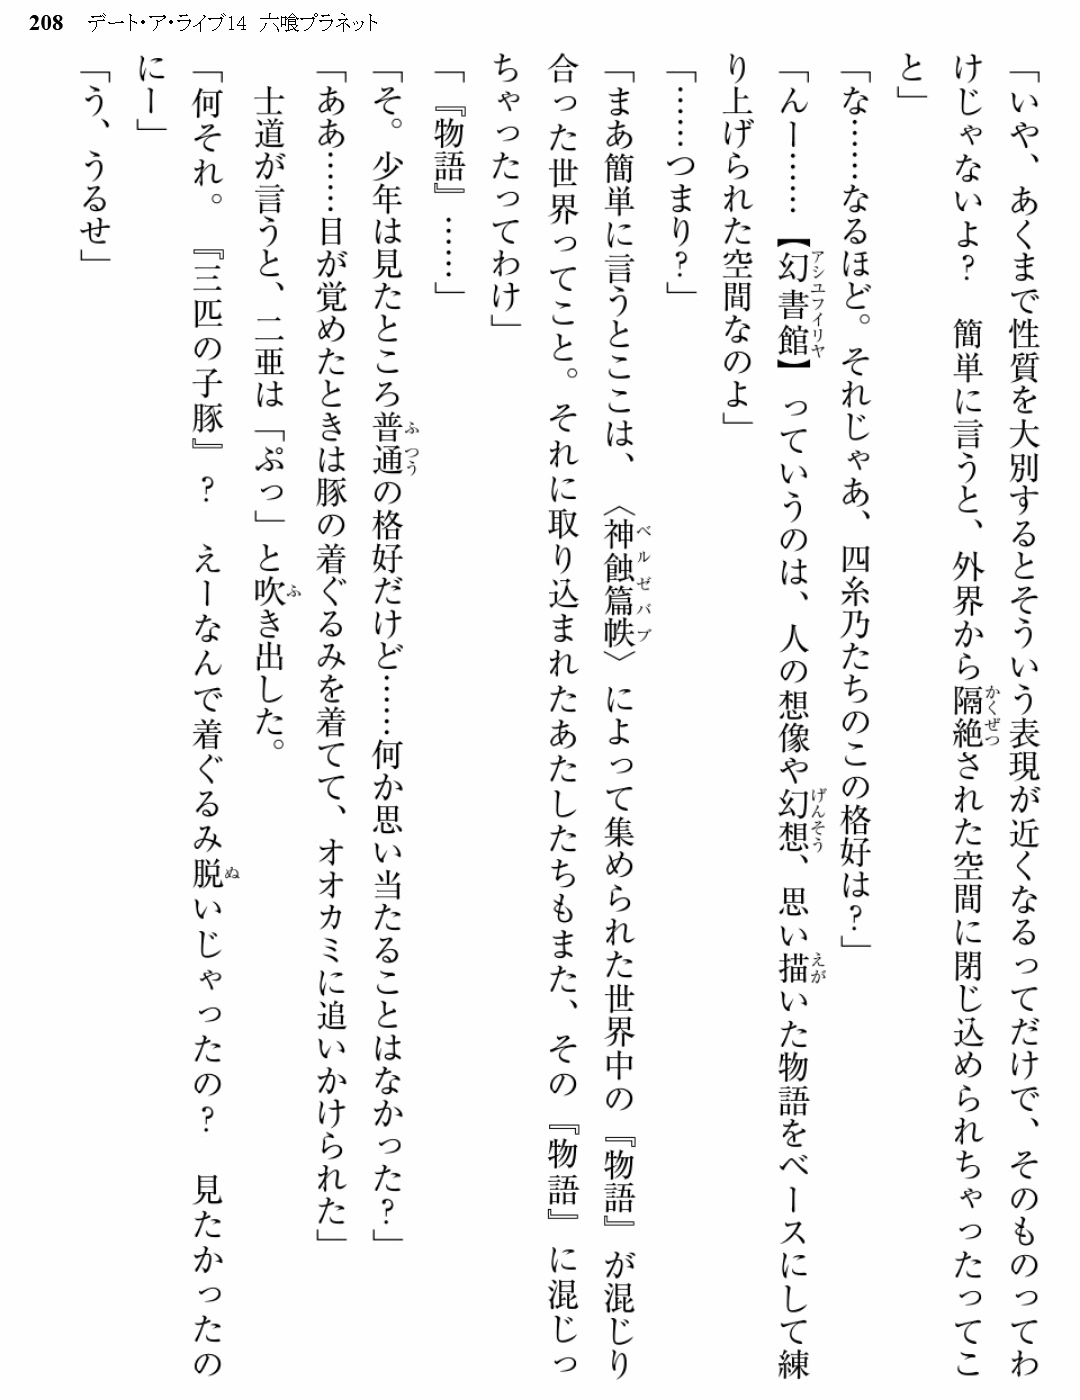 208 デート・ア・ライブ14 六喰プラネット
「いや、あくまで性質を大別するとそういう表現が近くなるってだけで、そのものってわ
けじゃないよ？　簡単に言うと、外界から隔絶された空間に閉じ込められちゃったってこ
と」
「な……なるほど。それじゃあ、四糸乃たちのこの格好は？」
「んー……【幻書館】っていうのは、人の想像や幻想、思い描いた物語をベースにして練
り上げられた空間なのよ」
「……つまり？」
「まあ簡単に言うとここは、〈神蝕篇帙〉によって集められた世界中の『物語』が混じり
合った世界ってこと。それに取り込まれたあたしたちもまた、その『物語』に混じっ
ちゃったってわけ」
「『物語』……」
「そ。少年は見たところ普通の格好だけど……何か思い当たることはなかった？」
「ああ……目が覚めたときは豚の着ぐるみを着てて、オオカミに追いかけられた」
　士道が言うと、二亜は「ぷっ」と吹き出した。
「何それ。『三匹の子豚』？　えーなんで着ぐるみ脱いじゃったの？　見たかったの
にー」
「う、うるせ」